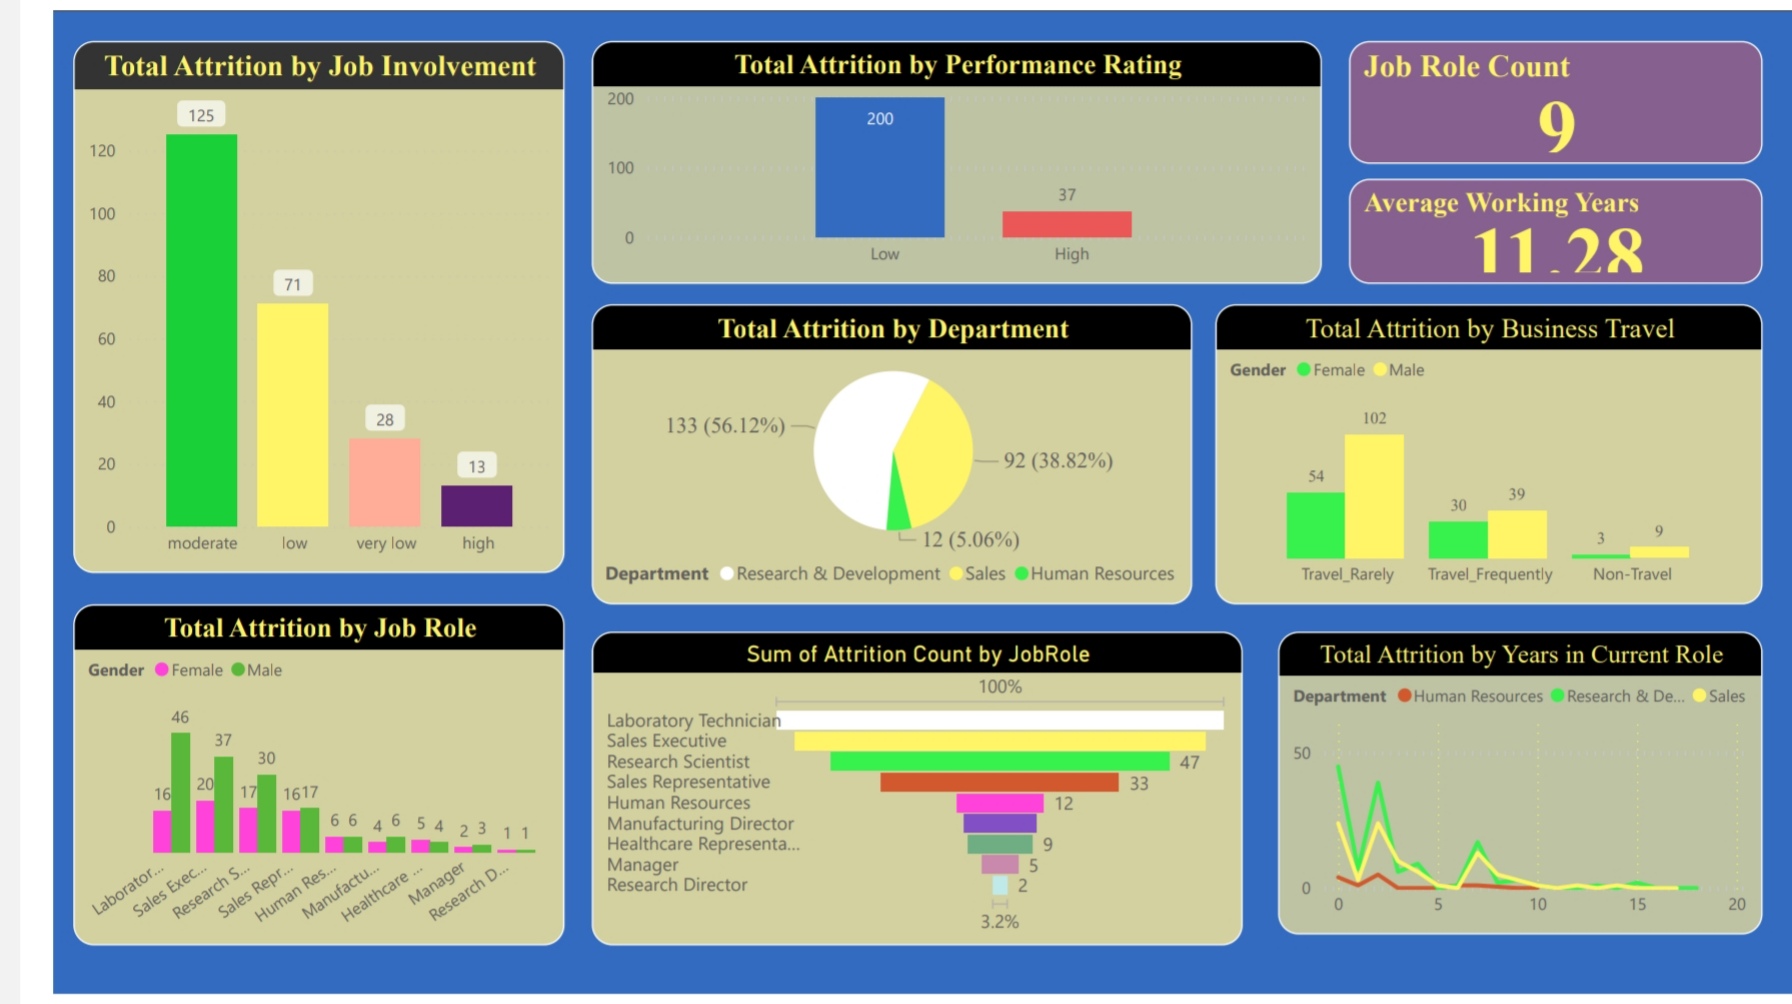 Total Attrition by Job Involvement
125
120
100
80
71
60
40
28
20
13
0
moderate low very low high
Total Attrition by Performance Rating
200
200
100
37
0
Low High
Job Role Count
9
Average Working Years
11.28
Total Attrition by Department
133 (56.12%)
92 (38.82%)
12 (5.06%)
Department Research & Development Sales Human Resources
Total Attrition by Business Travel
Gender Female Male
102
54
39
30
9
3
Travel_Rarely Travel_Frequently Non-Travel
Total Attrition by Job Role
Gender Female Male
46
37
30
16 20 17 16 17
6 6 4 6 5 4 2 3 1 1
Laborator...
Sales Exec...
Research S...
Sales Repr...
Human Res...
Manufactu...
Healthcare ...
Manager
Research D...
Sum of Attrition Count by JobRole
100%
Laboratory Technician
Sales Executive
Research Scientist 47
Sales Representative 33
Human Resources 12
Manufacturing Director
Healthcare Representa... 9
Manager 5
Research Director 2
3.2%
Total Attrition by Years in Current Role
Department Human Resources Research & De... Sales
50
0
0 5 10 15 20